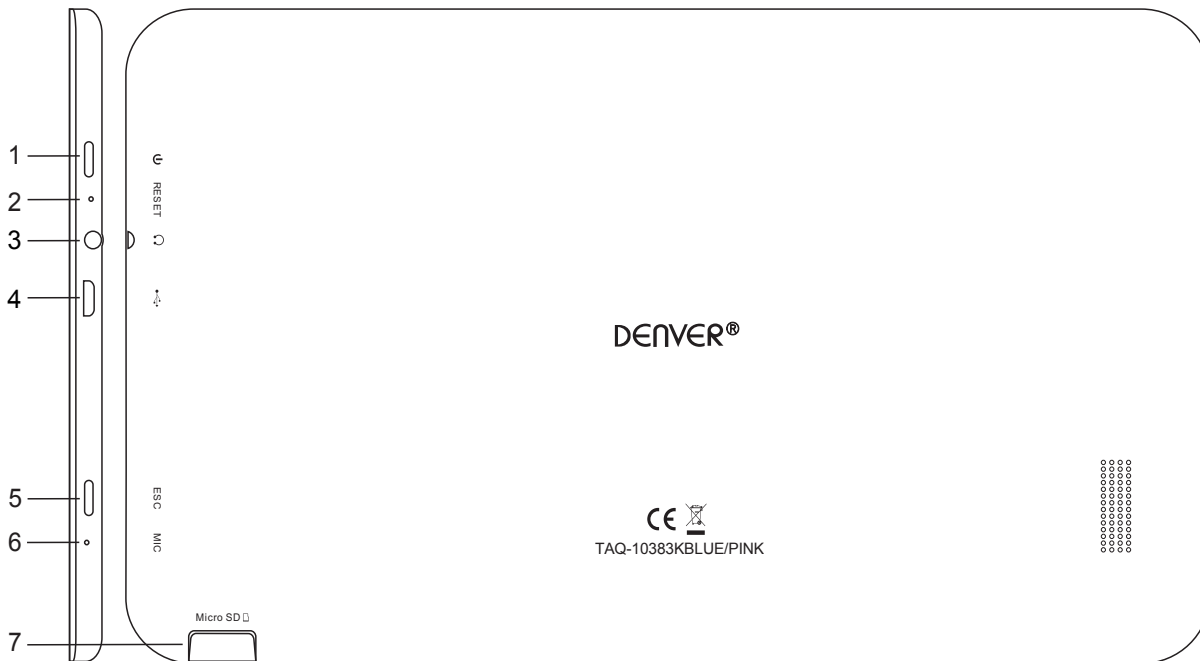 1
2
RESET
3
4
DENVER®
5
ESC
6
MIC
CE
TAQ-10383KBLUE/PINK
Micro SD
7